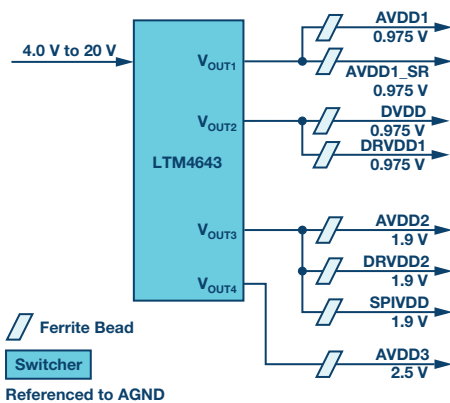 4.0 V to 20 V
LTM4643
VOUT1
AVDD1
0.975 V
AVDD1_SR
0.975 V
VOUT2
DVDD
0.975 V
DRVDD1
0.975 V
VOUT3
AVDD2
1.9 V
DRVDD2
1.9 V
SPIVDD
1.9 V
VOUT4
AVDD3
2.5 V
Ferrite Bead
Switcher
Referenced to AGND